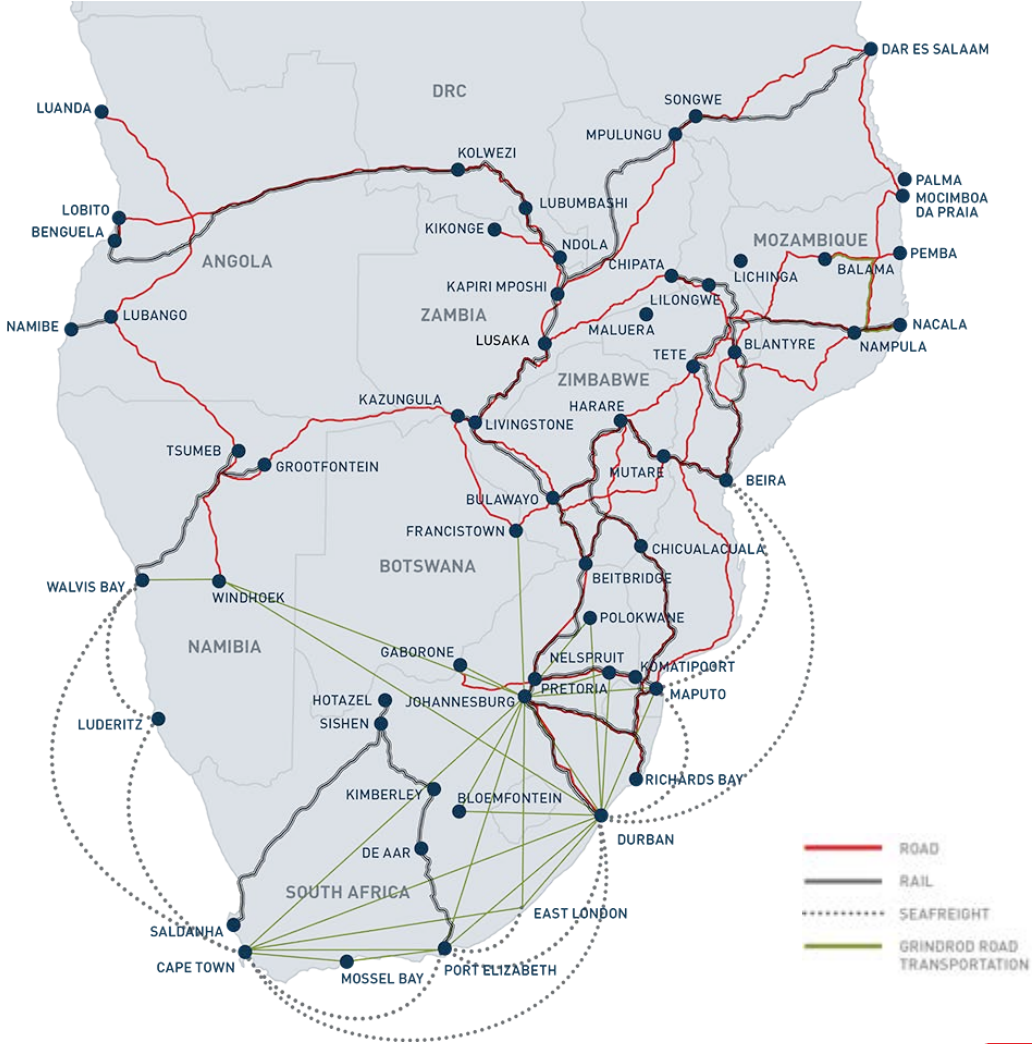 DAR ES SALAAM
DRC
SONGWE
LUANDA
MPULUNGU
KOLWEZI
PALMA
MOCIMBOA
DA PRAIA
LUBUMBASHI
LOBITO
KIKONGE
BENGUELA
NDOLA
MOZAMBIQUE
PEMBA
ANGOLA
CHIPATA
LICHINGA
BALAMA
KAPIRI MPOSHI
LILONGWE
ZAMBIA
LUBANGO
NAMIBE
MALUERA
NACALA
LUSAKA
BLANTYRE
NAMPULA
TETE
ZIMBABWE
KAZUNGULA
HARARE
LIVINGSTONE
TSUMEB
GROOTFONTEIN
MUTARE
BEIRA
BULAWAYO
FRANCISTOWN
CHICUALACUALA
BOTSWANA
BEITBRIDGE
WALVIS BAY
WINDHOEK
POLOKWANE
NAMIBIA
GABORONE
NELSPRUIT
KOMATIPOORT
PRETORIA
MAPUTO
HOTAZEL
JOHANNESBURG
SISHEN
LUDERITZ
RICHARDS BAY
KIMBERLEY
BLOEMFONTEIN
DURBAN
DE AAR
SOUTH AFRICA
EAST LONDON
SALDANHA
CAPE TOWN
MOSSEL BAY
PORT ELIZABETH
ROAD
RAIL
SEAFREIGHT
GRINDROD ROAD
TRANSPORTATION